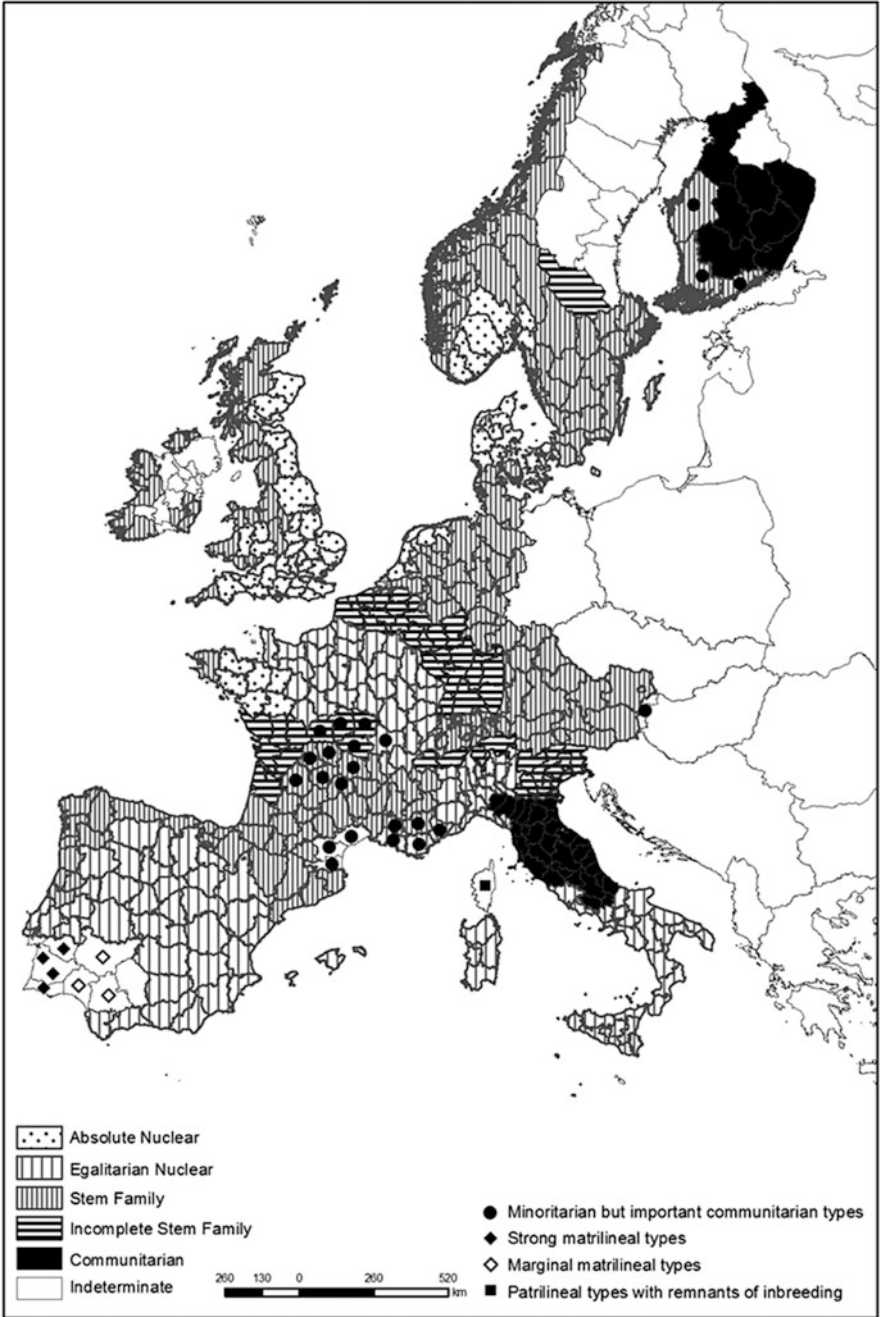 Absolute Nuclear
Egalitarian Nuclear
Stem Family
Incomplete Stem Family
Communitarian
Indeterminate
260 130 0 260 520
km
Minoritarian but important communitarian types
Strong matrilineal types
Marginal matrilineal types
Patrilineal types with remnants of inbreeding